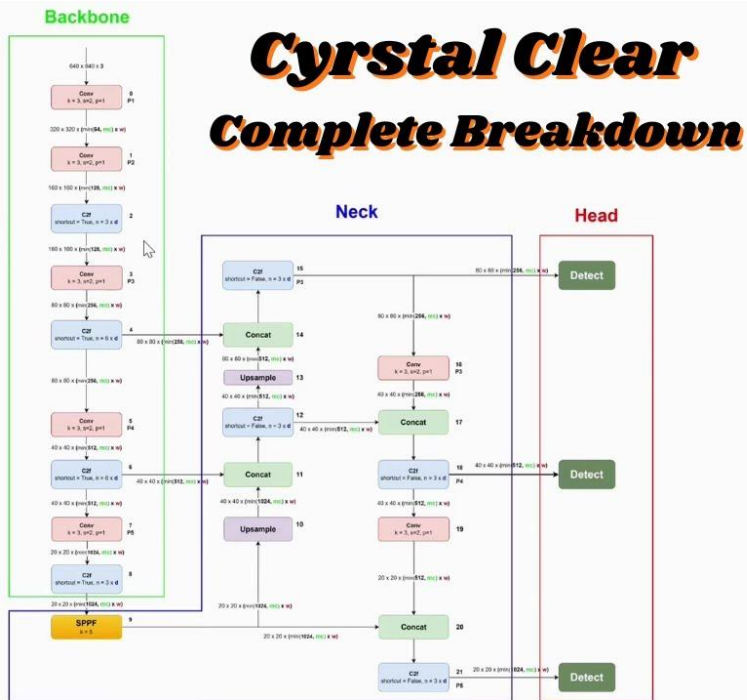 Backbone
Cyrstal Clear
Complete Breakdown
640 x 640 x 3
Conv
k = 3, s=2, p=1
0
P1
320 x 320 x (min(64, mc) x w)
Conv
k = 3, s=2, p=1
1
P2
160 x 160 x (min(128, mc) x w)
C2f
shortcut = True, n = 3 x d
2
160 x 160 x (min(128, mc) x w)
Conv
k = 3, s=2, p=1
3
P3
80 x 80 x (min(256, mc) x w)
C2f
shortcut = True, n = 6 x d
4
80 x 80 x (min(256, mc) x w)
80 x 80 x (min(256, mc) x w)
Conv
k = 3, s=2, p=1
5
P4
40 x 40 x (min(512, mc) x w)
C2f
shortcut = True, n = 6 x d
6
40 x 40 x (min(512, mc) x w)
40 x 40 x (min(512, mc) x w)
Conv
k = 3, s=2, p=1
7
P5
20 x 20 x (min(1024, mc) x w)
C2f
shortcut = True, n = 3 x d
8
20 x 20 x (min(1024, mc) x w)
SPPF
k = 5
9
Neck
C2f
shortcut = False, n = 3 x d
15
P3
Concat
14
80 x 80 x (min(512, mc) x w)
Upsample
13
40 x 40 x (min(512, mc) x w)
C2f
shortcut = False, n = 3 x d
12
40 x 40 x (min(512, mc) x w)
Concat
11
40 x 40 x (min(1024, mc) x w)
Upsample
10
20 x 20 x (min(1024, mc) x w)
20 x 20 x (min(1024, mc) x w)
80 x 80 x (min(256, mc) x w)
80 x 80 x (min(256, mc) x w)
Conv
k = 3, s=2, p=1
16
P3
40 x 40 x (min(256, mc) x w)
Concat
17
C2f
shortcut = False, n = 3 x d
18
P4
40 x 40 x (min(512, mc) x w)
40 x 40 x (min(512, mc) x w)
Conv
k = 3, s=2, p=1
19
20 x 20 x (min(512, mc) x w)
Concat
20
C2f
shortcut = False, n = 3 x d
21
P5
20 x 20 x (min(1024, mc) x w)
Head
Detect
Detect
Detect